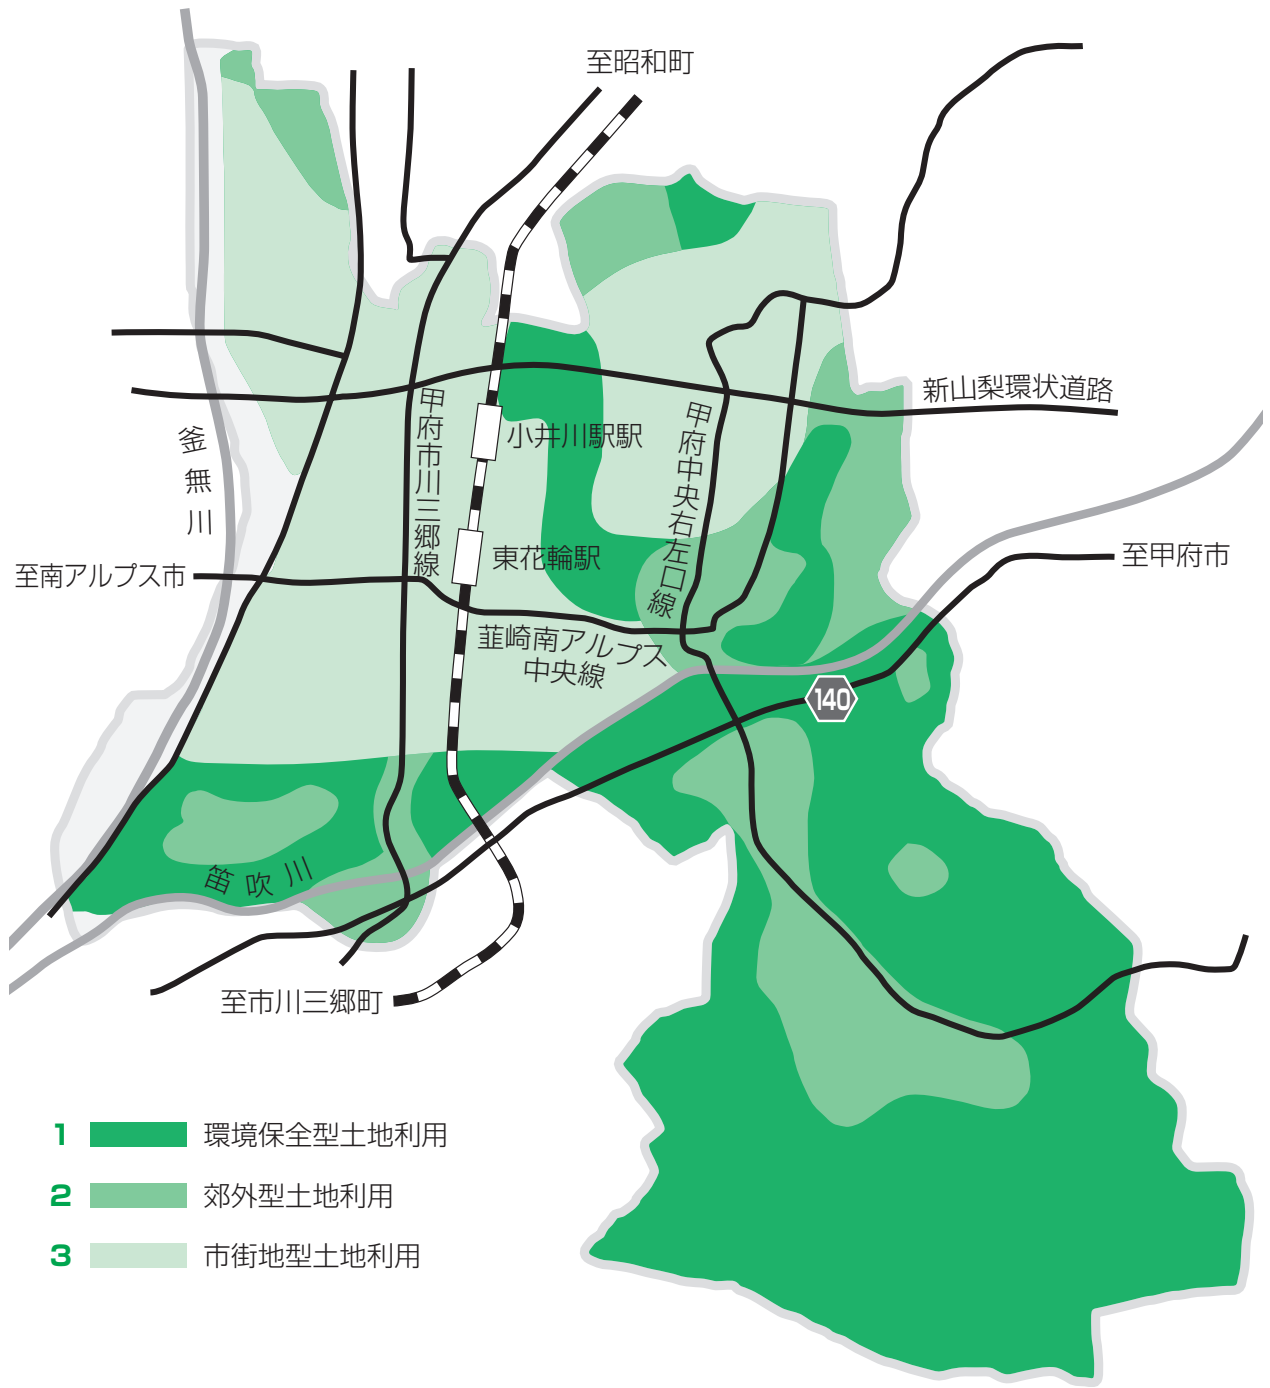 至昭和町
新山梨環状道路
甲府市川三郷線
小井川駅駅
甲府中央右左口線
釜無川
東花輪駅
至甲府市
至南アルプス市
韮崎南アルプス
中央線
140
笛吹川
至市川三郷町
1 環境保全型土地利用
2 郊外型土地利用
3 市街地型土地利用